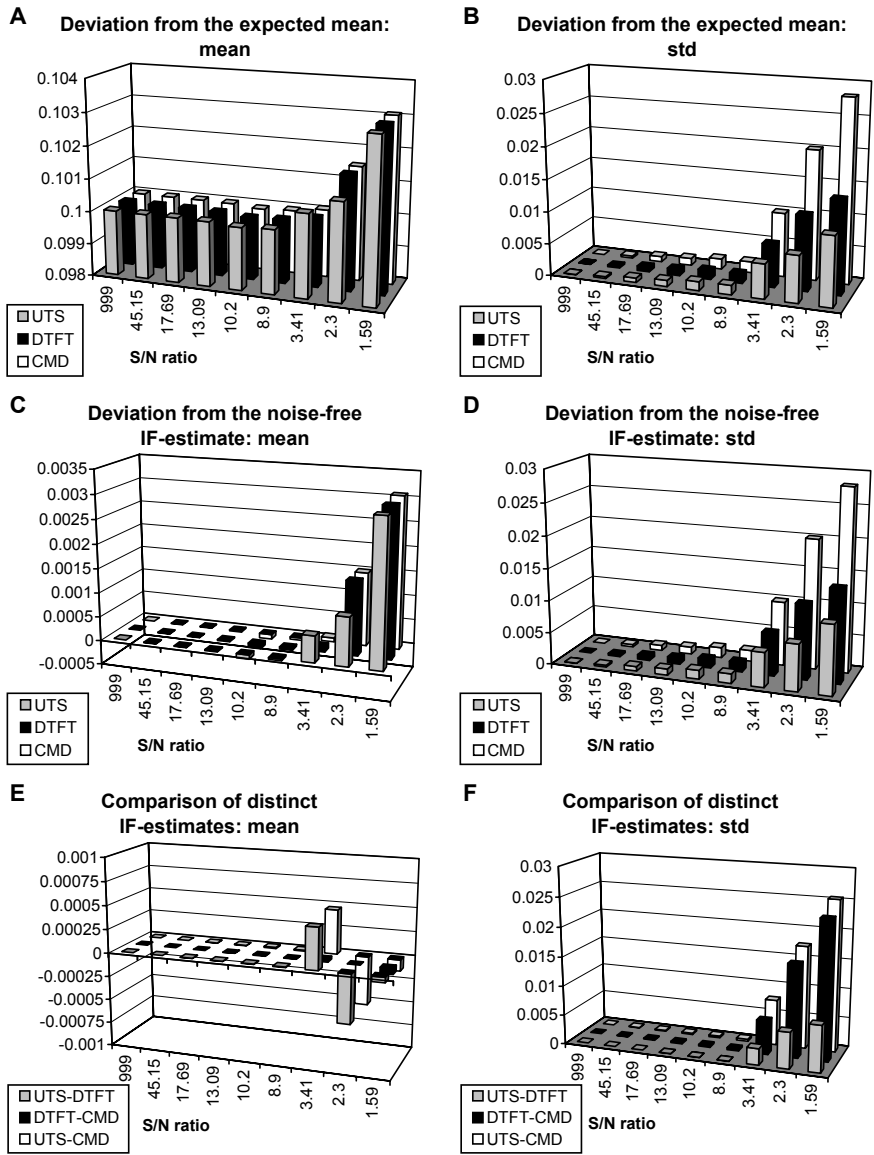 A
Deviation from the expected mean:
mean
0.104
0.103
0.102
0.101
0.1
0.099
0.098
999
45.15
17.69
13.09
10.2
8.9
3.41
2.3
1.59
UTS
DTFT
CMD
S/N ratio
B
Deviation from the expected mean:
std
0.03
0.025
0.02
0.015
0.01
0.005
0
999
45.15
17.69
13.09
10.2
8.9
3.41
2.3
1.59
UTS
DTFT
CMD
S/N ratio
C
Deviation from the noise-free
IF-estimate: mean
0.0035
0.003
0.0025
0.002
0.0015
0.001
0.0005
0
-0.0005
999
45.15
17.69
13.09
10.2
8.9
3.41
2.3
1.59
UTS
DTFT
CMD
S/N ratio
D
Deviation from the noise-free
IF-estimate: std
0.03
0.025
0.02
0.015
0.01
0.005
0
999
45.15
17.69
13.09
10.2
8.9
3.41
2.3
1.59
UTS
DTFT
CMD
S/N ratio
E
Comparison of distinct
IF-estimates: mean
0.001
0.00075
0.0005
0.00025
0
-0.00025
-0.0005
-0.00075
-0.001
999
45.15
17.69
13.09
10.2
8.9
3.41
2.3
1.59
UTS-DTFT
DTFT-CMD
UTS-CMD
S/N ratio
F
Comparison of distinct
IF-estimates: std
0.03
0.025
0.02
0.015
0.01
0.005
0
999
45.15
17.69
13.09
10.2
8.9
3.41
2.3
1.59
UTS-DTFT
DTFT-CMD
UTS-CMD
S/N ratio